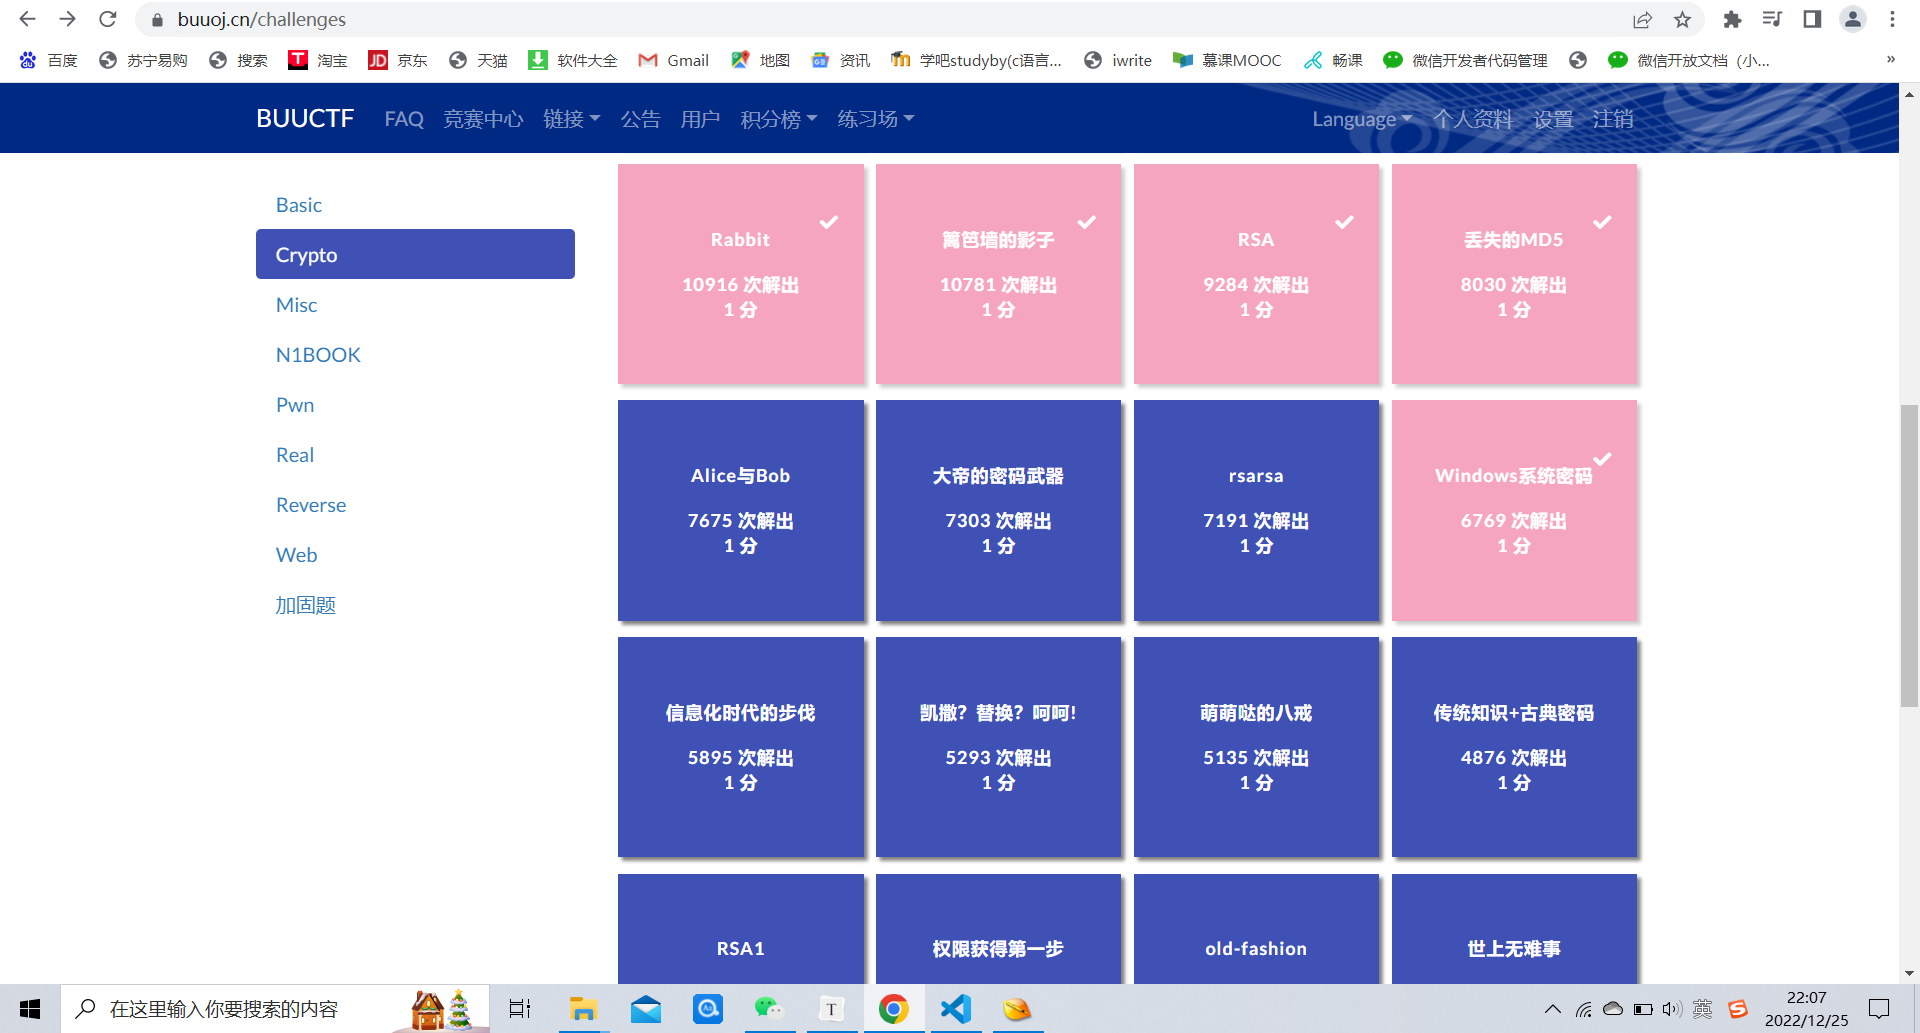 buuoj.cn/challenges
百度 苏宁易购 搜索 淘宝 京东 天猫 软件大全 Gmail 地图 资讯 学吧studyby(c语言... iwrite 慕课MOOC 畅课 微信开发者代码管理 微信开放文档（小... »
BUUCTF FAQ 竞赛中心 链接 公告 用户 积分榜 练习场 Language 个人资料 设置 注销
Basic
Crypto
Misc
N1BOOK
Pwn
Real
Reverse
Web
加固题
Rabbit
10916 次解出
1 分
篱笆墙的影子
10781 次解出
1 分
RSA
9284 次解出
1 分
丢失的MD5
8030 次解出
1 分
Alice与Bob
7675 次解出
1 分
大帝的密码武器
7303 次解出
1 分
rsarsa
7191 次解出
1 分
Windows系统密码
6769 次解出
1 分
信息化时代的步伐
5895 次解出
1 分
凯撒？替换？呵呵!
5293 次解出
1 分
萌萌哒的八戒
5135 次解出
1 分
传统知识+古典密码
4876 次解出
1 分
RSA1
权限获得第一步
old-fashion
世上无难事
在这里输入你要搜索的内容
英
22:07
2022/12/25